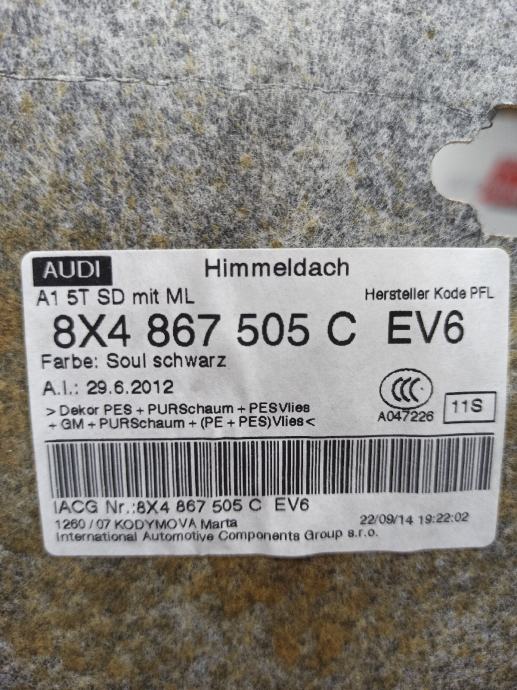 AUDI Himmeldach
A1 5T SD mit ML Hersteller Kode PFL
8X4 867 505 C EV6
Farbe: Soul schwarz
A.I.: 29.6.2012
> Dekor PES + PURSchaum + PESVlies
+ GM + PURSchaum + (PE + PES)Vlies<
CCC
A047226 11S
IACG Nr.:8X4 867 505 C EV6
1260 / 07 KODYMOVA Marta 22/09/14 19:22:02
International Automotive Components Group s.r.o.